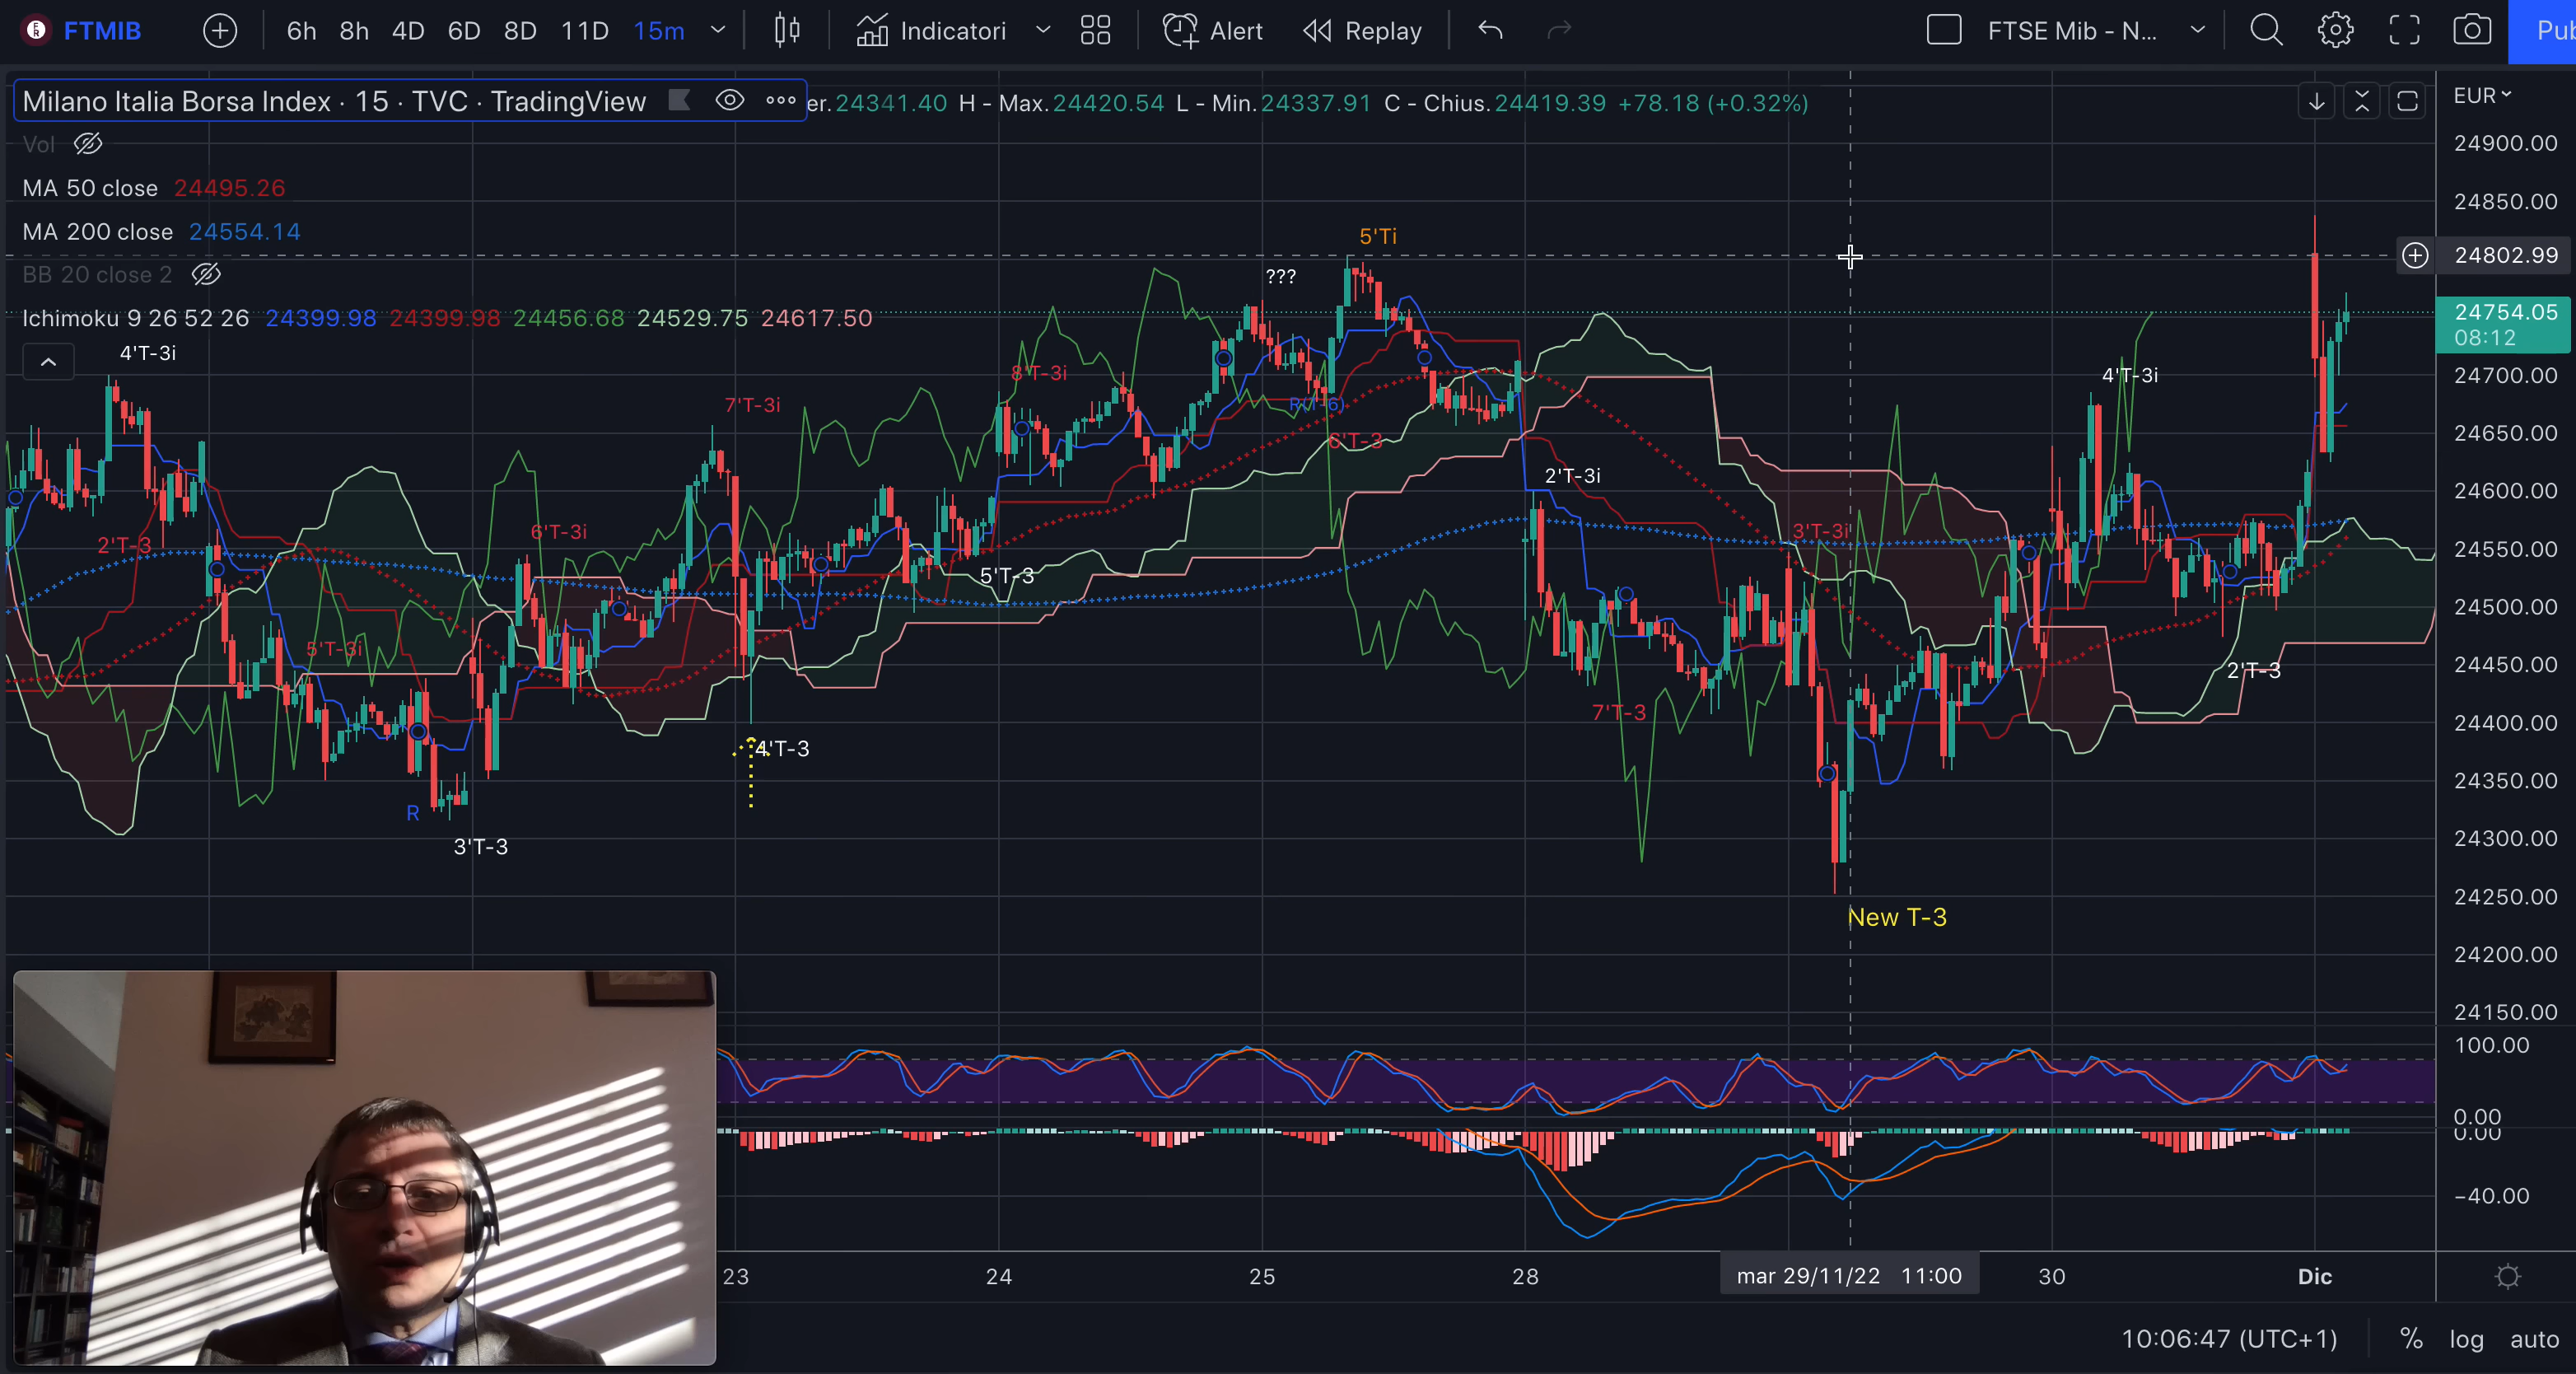 FTMIB 6h 8h 4D 6D 8D 11D 15m Indicatori Alert Replay FTSE Mib - N... Pub
Milano Italia Borsa Index · 15 · TVC · TradingView er.24341.40 H - Max.24420.54 L - Min.24337.91 C - Chius.24419.39 +78.18 (+0.32%) EUR
Vol
MA 50 close 24495.26
MA 200 close 24554.14
BB 20 close 2
Ichimoku 9 26 52 26 24399.98 24399.98 24456.68 24529.75 24617.50
24900.00
24850.00
24802.99
24754.05
08:12
24700.00
24650.00
24600.00
24550.00
24500.00
24450.00
24400.00
24350.00
24300.00
24250.00
24200.00
24150.00
100.00
0.00
0.00
−40.00
5'Ti
???
4'T-3i
8'T-3i
4'T-3i
7'T-3i
R(T-6)
6'T-3
2'T-3i
6'T-3i
3'T-3i
2'T-3
5'T-3
5'T-3i
2'T-3
7'T-3
4'T-3
R
3'T-3
New T-3
23 24 25 28 mar 29/11/22 11:00 30 Dic
10:06:47 (UTC+1) % log auto